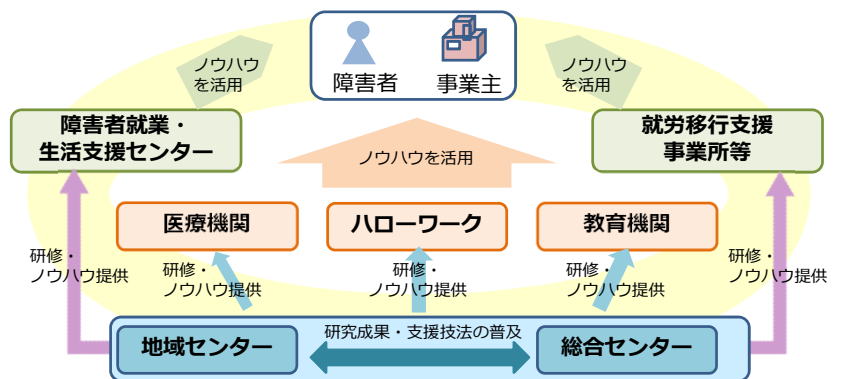 ノウハウ
を活用
障害者
事業主
ノウハウ
を活用
障害者就業・
生活支援センター
ノウハウを活用
就労移行支援
事業所等
医療機関
ハローワーク
教育機関
研修・
ノウハウ提供
研修・
ノウハウ提供
研修・
ノウハウ提供
研修・
ノウハウ提供
研修・
ノウハウ提供
地域センター
研究成果・支援技法の普及
総合センター